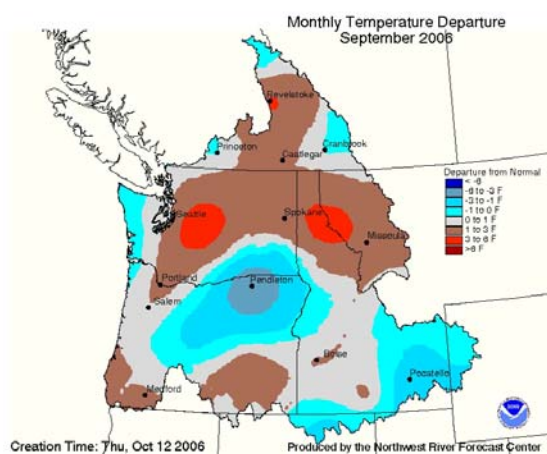 Monthly Temperature Departure
September 2006
Revelstoke
Princeton
Cranbrook
Castlegar
Departure from Normal
< -6
-6 to -3 F
-3 to -1 F
-1 to 0 F
0 to 1 F
1 to 3 F
3 to 6 F
>6 F
Seattle
Spokane
Missoula
Portland
Pendleton
Salem
Boise
Pocatello
Medford
Creation Time: Thu, Oct 12 2006
Produced by the Northwest River Forecast Center